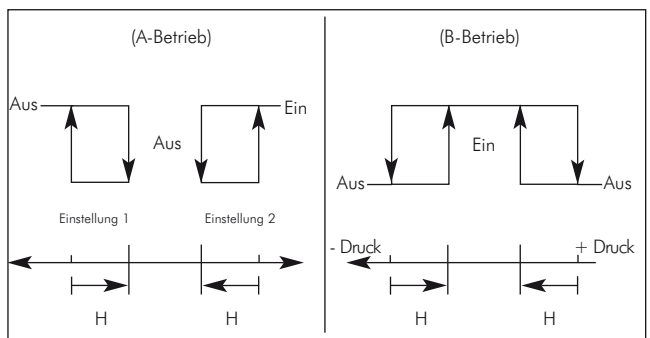 (A-Betrieb)
Aus
Aus
Ein
Einstellung 1
Einstellung 2
H
H
(B-Betrieb)
Aus
Ein
Aus
- Druck
+ Druck
H
H